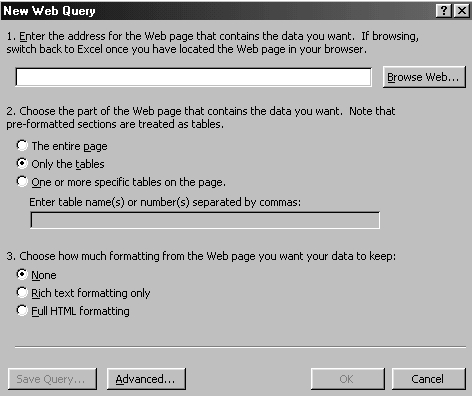 New Web Query
1. Enter the address for the Web page that contains the data you want. If browsing,
switch back to Excel once you have located the Web page in your browser.
Browse Web...
2. Choose the part of the Web page that contains the data you want. Note that
pre-formatted sections are treated as tables.
The entire page
Only the tables
One or more specific tables on the page.
Enter table name(s) or number(s) separated by commas:
3. Choose how much formatting from the Web page you want your data to keep:
None
Rich text formatting only
Full HTML formatting
Save Query... Advanced... OK Cancel